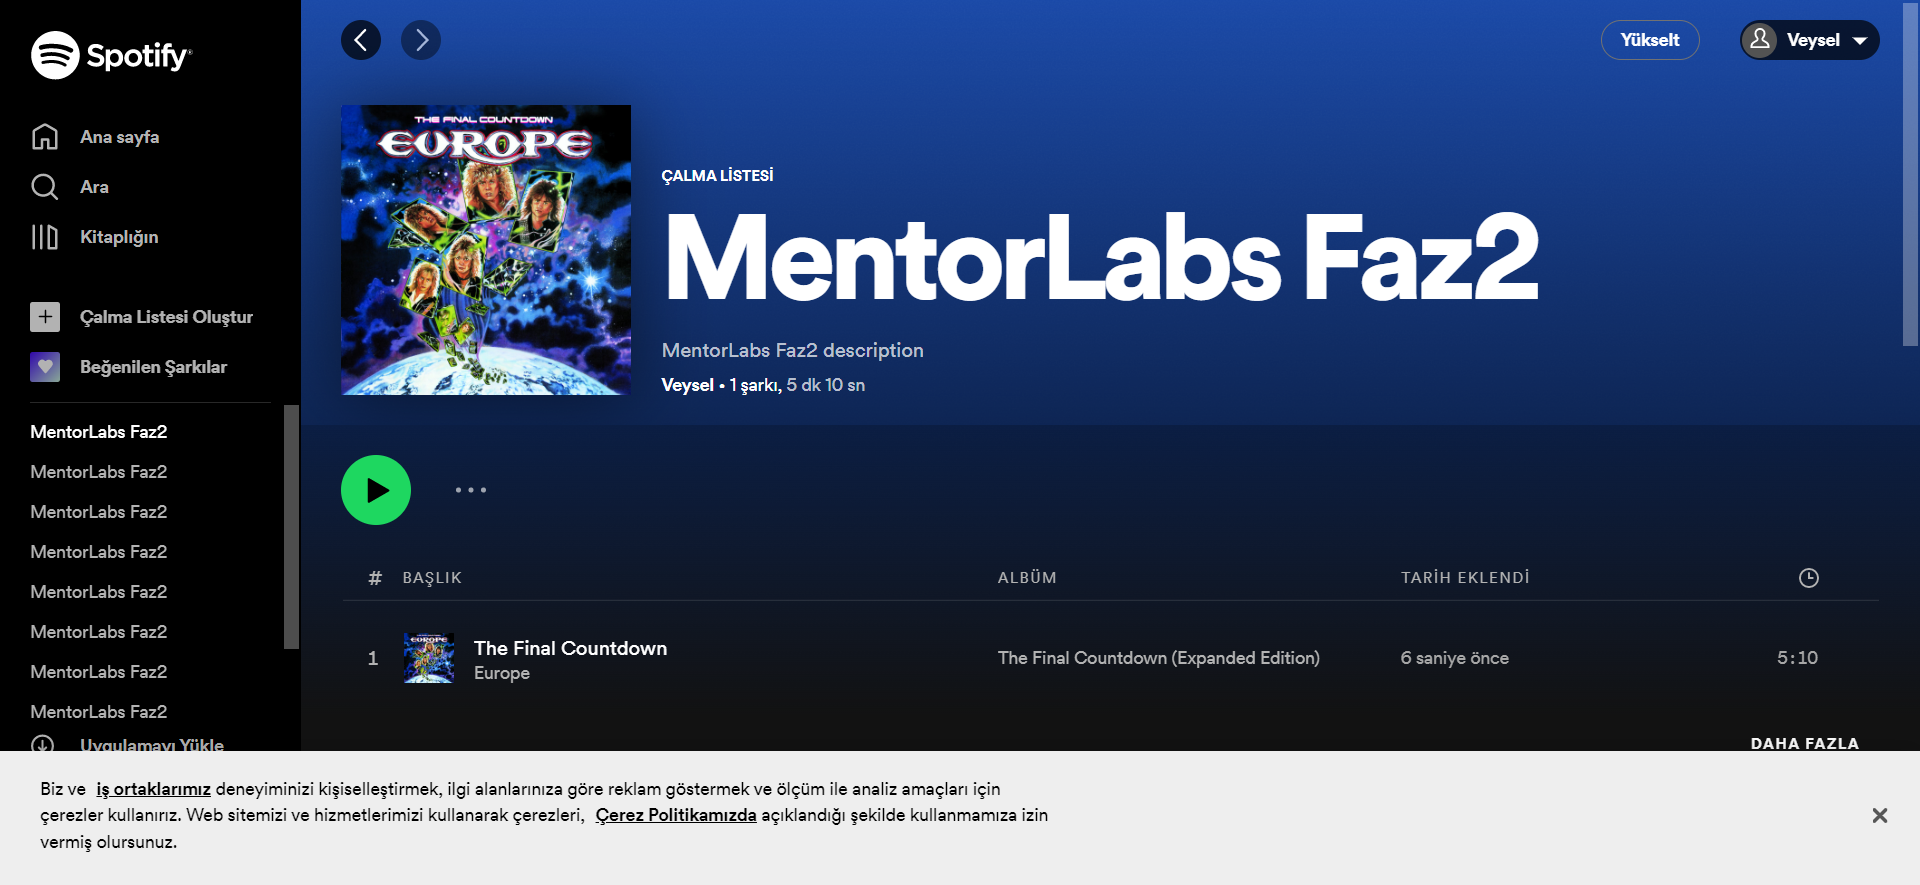 Spotify
Ana sayfa
Ara
Kitaplığın
Çalma Listesi Oluştur
Beğenilen Şarkılar
MentorLabs Faz2
MentorLabs Faz2
MentorLabs Faz2
MentorLabs Faz2
MentorLabs Faz2
MentorLabs Faz2
MentorLabs Faz2
MentorLabs Faz2
Uygulamayı Yükle
Yükselt
Veysel
THE FINAL COUNTDOWN
EUROPE
ÇALMA LİSTESİ
MentorLabs Faz2
MentorLabs Faz2 description
Veysel • 1 şarkı, 5 dk 10 sn
# BAŞLIK ALBÜM TARİH EKLENDİ
1 The Final Countdown The Final Countdown (Expanded Edition) 6 saniye önce 5:10
EUROPE
Europe
DAHA FAZLA
Biz ve iş ortaklarımız deneyiminizi kişiselleştirmek, ilgi alanlarınıza göre reklam göstermek ve ölçüm ile analiz amaçları için
çerezler kullanırız. Web sitemizi ve hizmetlerimizi kullanarak çerezleri, Çerez Politikamızda açıklandığı şekilde kullanmamıza izin
vermiş olursunuz.